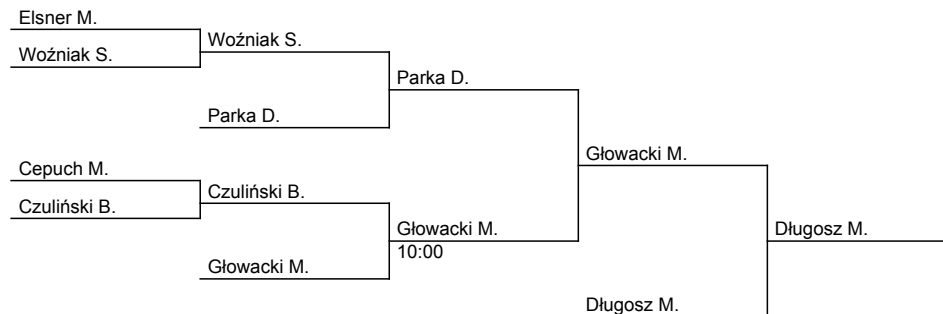 Elsner M.
Woźniak S.
Woźniak S.
Parka D.
Parka D.
Cepuch M.
Czuliński B.
Czuliński B.
Głowacki M.
Głowacki M.
10:00
Głowacki M.
Długosz M.
Długosz M.